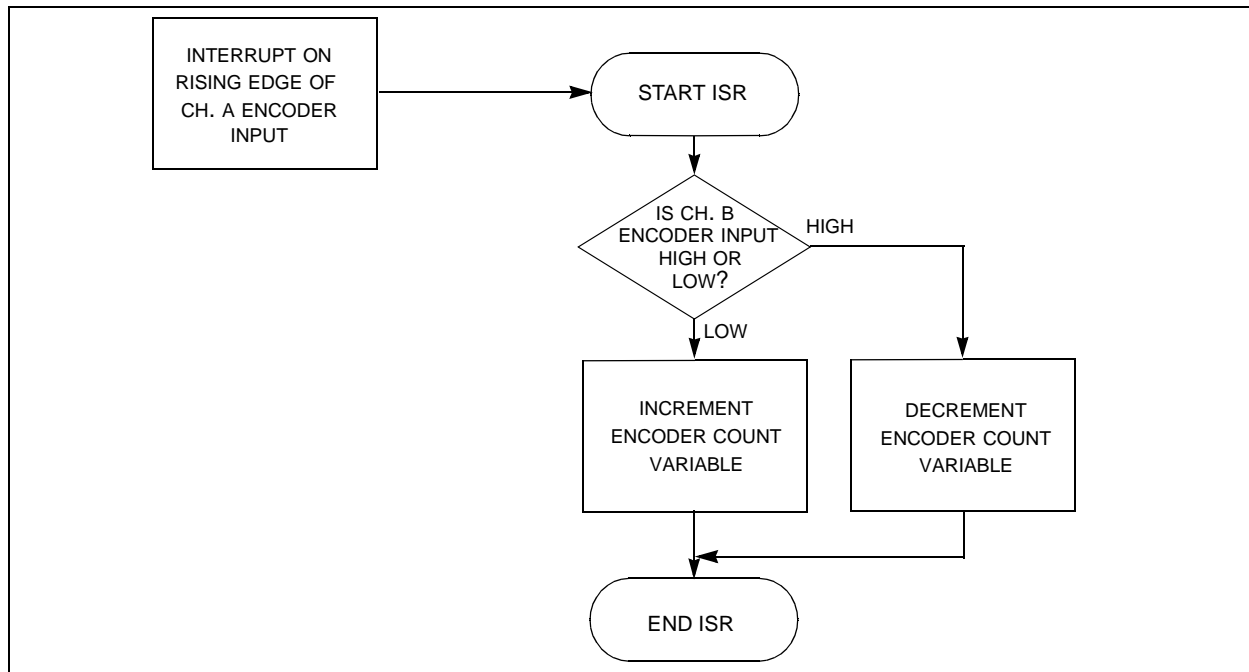 INTERRUPT ON
RISING EDGE OF
CH. A ENCODER
INPUT
START ISR
IS CH. B
ENCODER INPUT
HIGH OR
LOW?
HIGH
LOW
INCREMENT
ENCODER COUNT
VARIABLE
DECREMENT
ENCODER COUNT
VARIABLE
END ISR